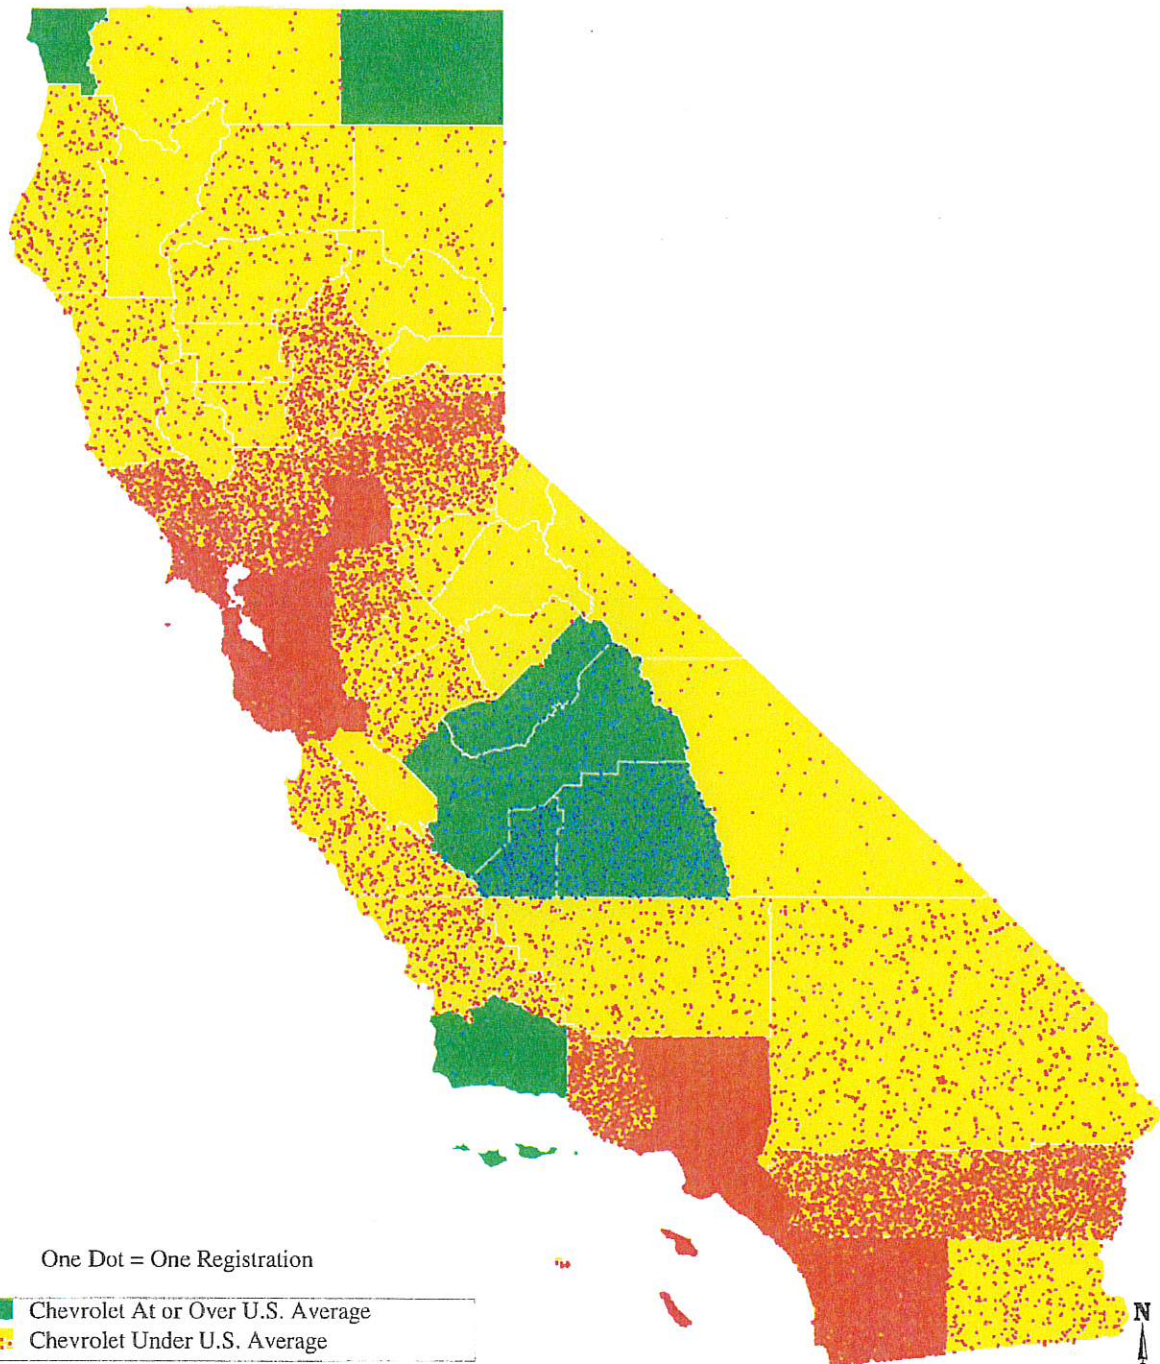 One Dot = One Registration
Chevrolet At or Over U.S. Average
Chevrolet Under U.S. Average
N